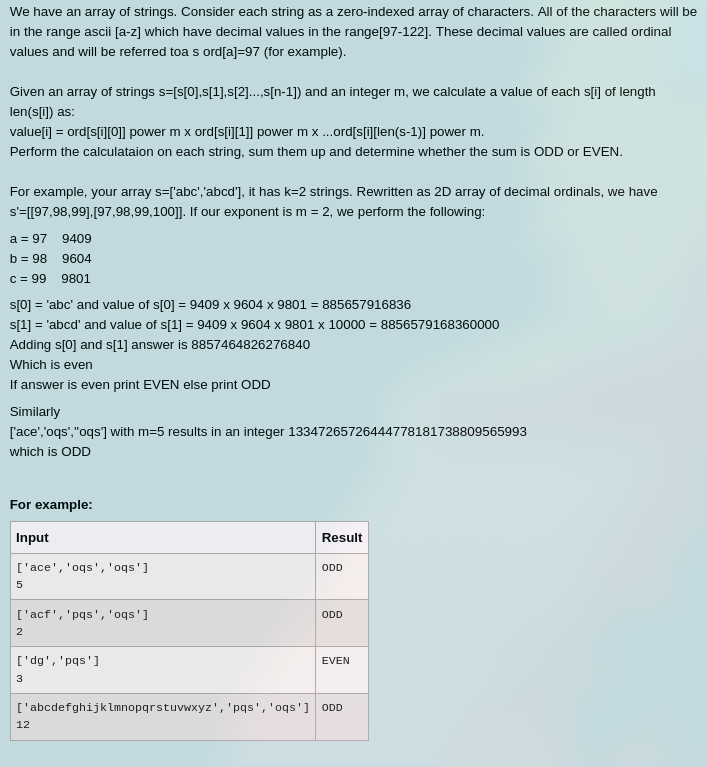 We have an array of strings. Consider each string as a zero-indexed array of characters. All of the characters will be
in the range ascii [a-z] which have decimal values in the range[97-122]. These decimal values are called ordinal
values and will be referred toa s ord[a]=97 (for example).
Given an array of strings s=[s[0],s[1],s[2]...,s[n-1]) and an integer m, we calculate a value of each s[i] of length
len(s[i]) as:
value[i] = ord[s[i][0]] power m x ord[s[i][1]] power m x ...ord[s[i][len(s-1)] power m.
Perform the calculataion on each string, sum them up and determine whether the sum is ODD or EVEN.
For example, your array s=['abc','abcd'], it has k=2 strings. Rewritten as 2D array of decimal ordinals, we have
s'=[[97,98,99],[97,98,99,100]]. If our exponent is m = 2, we perform the following:
a = 97 9409
b = 98 9604
c = 99 9801
s[0] = 'abc' and value of s[0] = 9409 x 9604 x 9801 = 885657916836
s[1] = 'abcd' and value of s[1] = 9409 x 9604 x 9801 x 10000 = 8856579168360000
Adding s[0] and s[1] answer is 8857464826276840
Which is even
If answer is even print EVEN else print ODD
Similarly
['ace','oqs',"oqs'] with m=5 results in an integer 13347265726444778181738809565993
which is ODD
For example:
Input Result
['ace','oqs','oqs'] ODD
5
['acf','pqs','oqs'] ODD
2
['dg','pqs'] EVEN
3
['abcdefghijklmnopqrstuvwxyz','pqs','oqs'] ODD
12